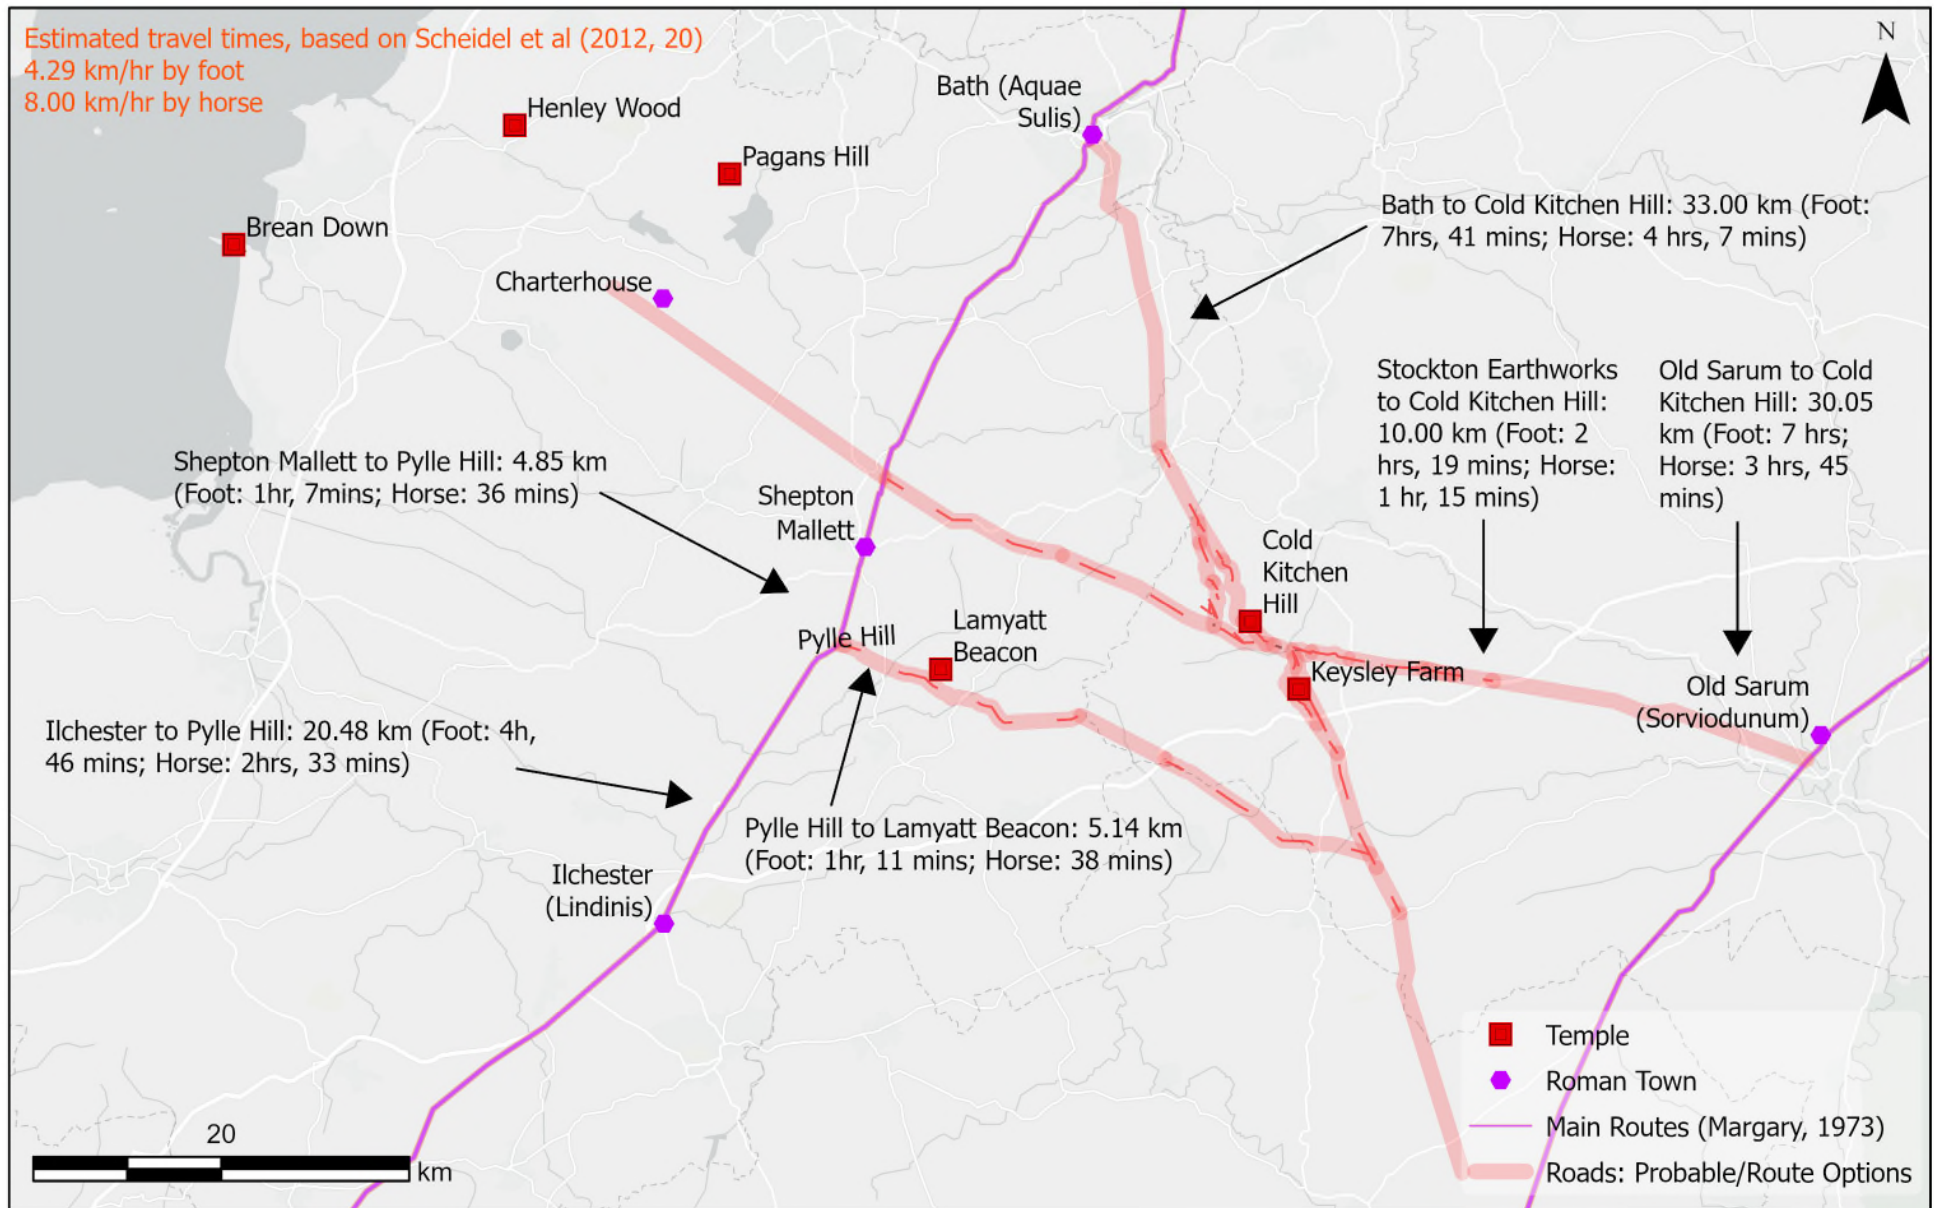 Estimated travel times, based on Scheidel et al (2012, 20)
4.29 km/hr by foot
8.00 km/hr by horse
N
Henley Wood
Bath (Aquae
Sulis)
Pagans Hill
Brean Down
Charterhouse
Bath to Cold Kitchen Hill: 33.00 km (Foot:
7hrs, 41 mins; Horse: 4 hrs, 7 mins)
Stockton Earthworks
to Cold Kitchen Hill:
10.00 km (Foot: 2
hrs, 19 mins; Horse:
1 hr, 15 mins)
Old Sarum to Cold
Kitchen Hill: 30.05
km (Foot: 7 hrs;
Horse: 3 hrs, 45
mins)
Shepton Mallett to Pylle Hill: 4.85 km
(Foot: 1hr, 7mins; Horse: 36 mins)
Shepton
Mallett
Cold
Kitchen
Hill
Pylle Hill
Lamyatt
Beacon
Keysley Farm
Old Sarum
(Sorviodunum)
Ilchester to Pylle Hill: 20.48 km (Foot: 4h,
46 mins; Horse: 2hrs, 33 mins)
Pylle Hill to Lamyatt Beacon: 5.14 km
(Foot: 1hr, 11 mins; Horse: 38 mins)
Ilchester
(Lindinis)
Temple
Roman Town
Main Routes (Margary, 1973)
Roads: Probable/Route Options
20
km